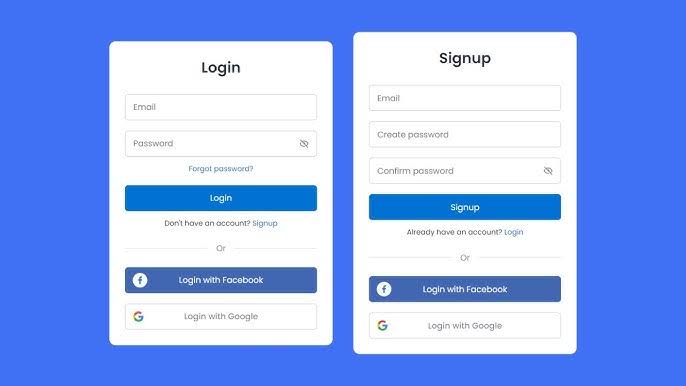 Login
Email
Password
Forgot password?
Login
Don't have an account? Signup
Or
Login with Facebook
Login with Google
Signup
Email
Create password
Confirm password
Signup
Already have an account? Login
Or
Login with Facebook
Login with Google